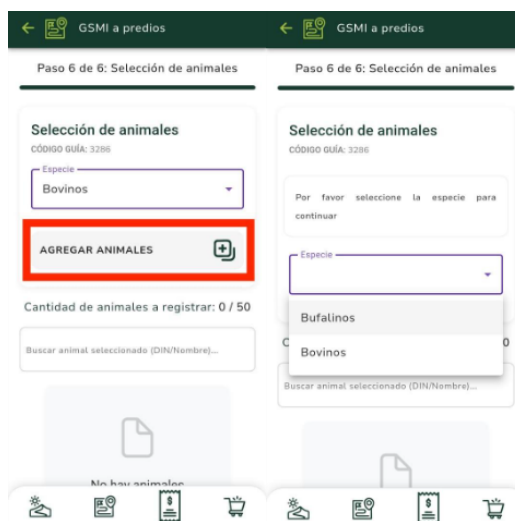 GSMI a predios
Paso 6 de 6: Selección de animales
Selección de animales
CÓDIGO GUÍA: 3286
Especie
Bovinos
AGREGAR ANIMALES
Cantidad de animales a registrar: 0 / 50
Buscar animal seleccionado (DIN/Nombre)...
No hay animales
GSMI a predios
Paso 6 de 6: Selección de animales
Selección de animales
CÓDIGO GUÍA: 3286
Por favor seleccione la especie para
continuar
Especie
Bufalinos
Bovinos
C
0
Buscar animal seleccionado (DIN/Nombre)...